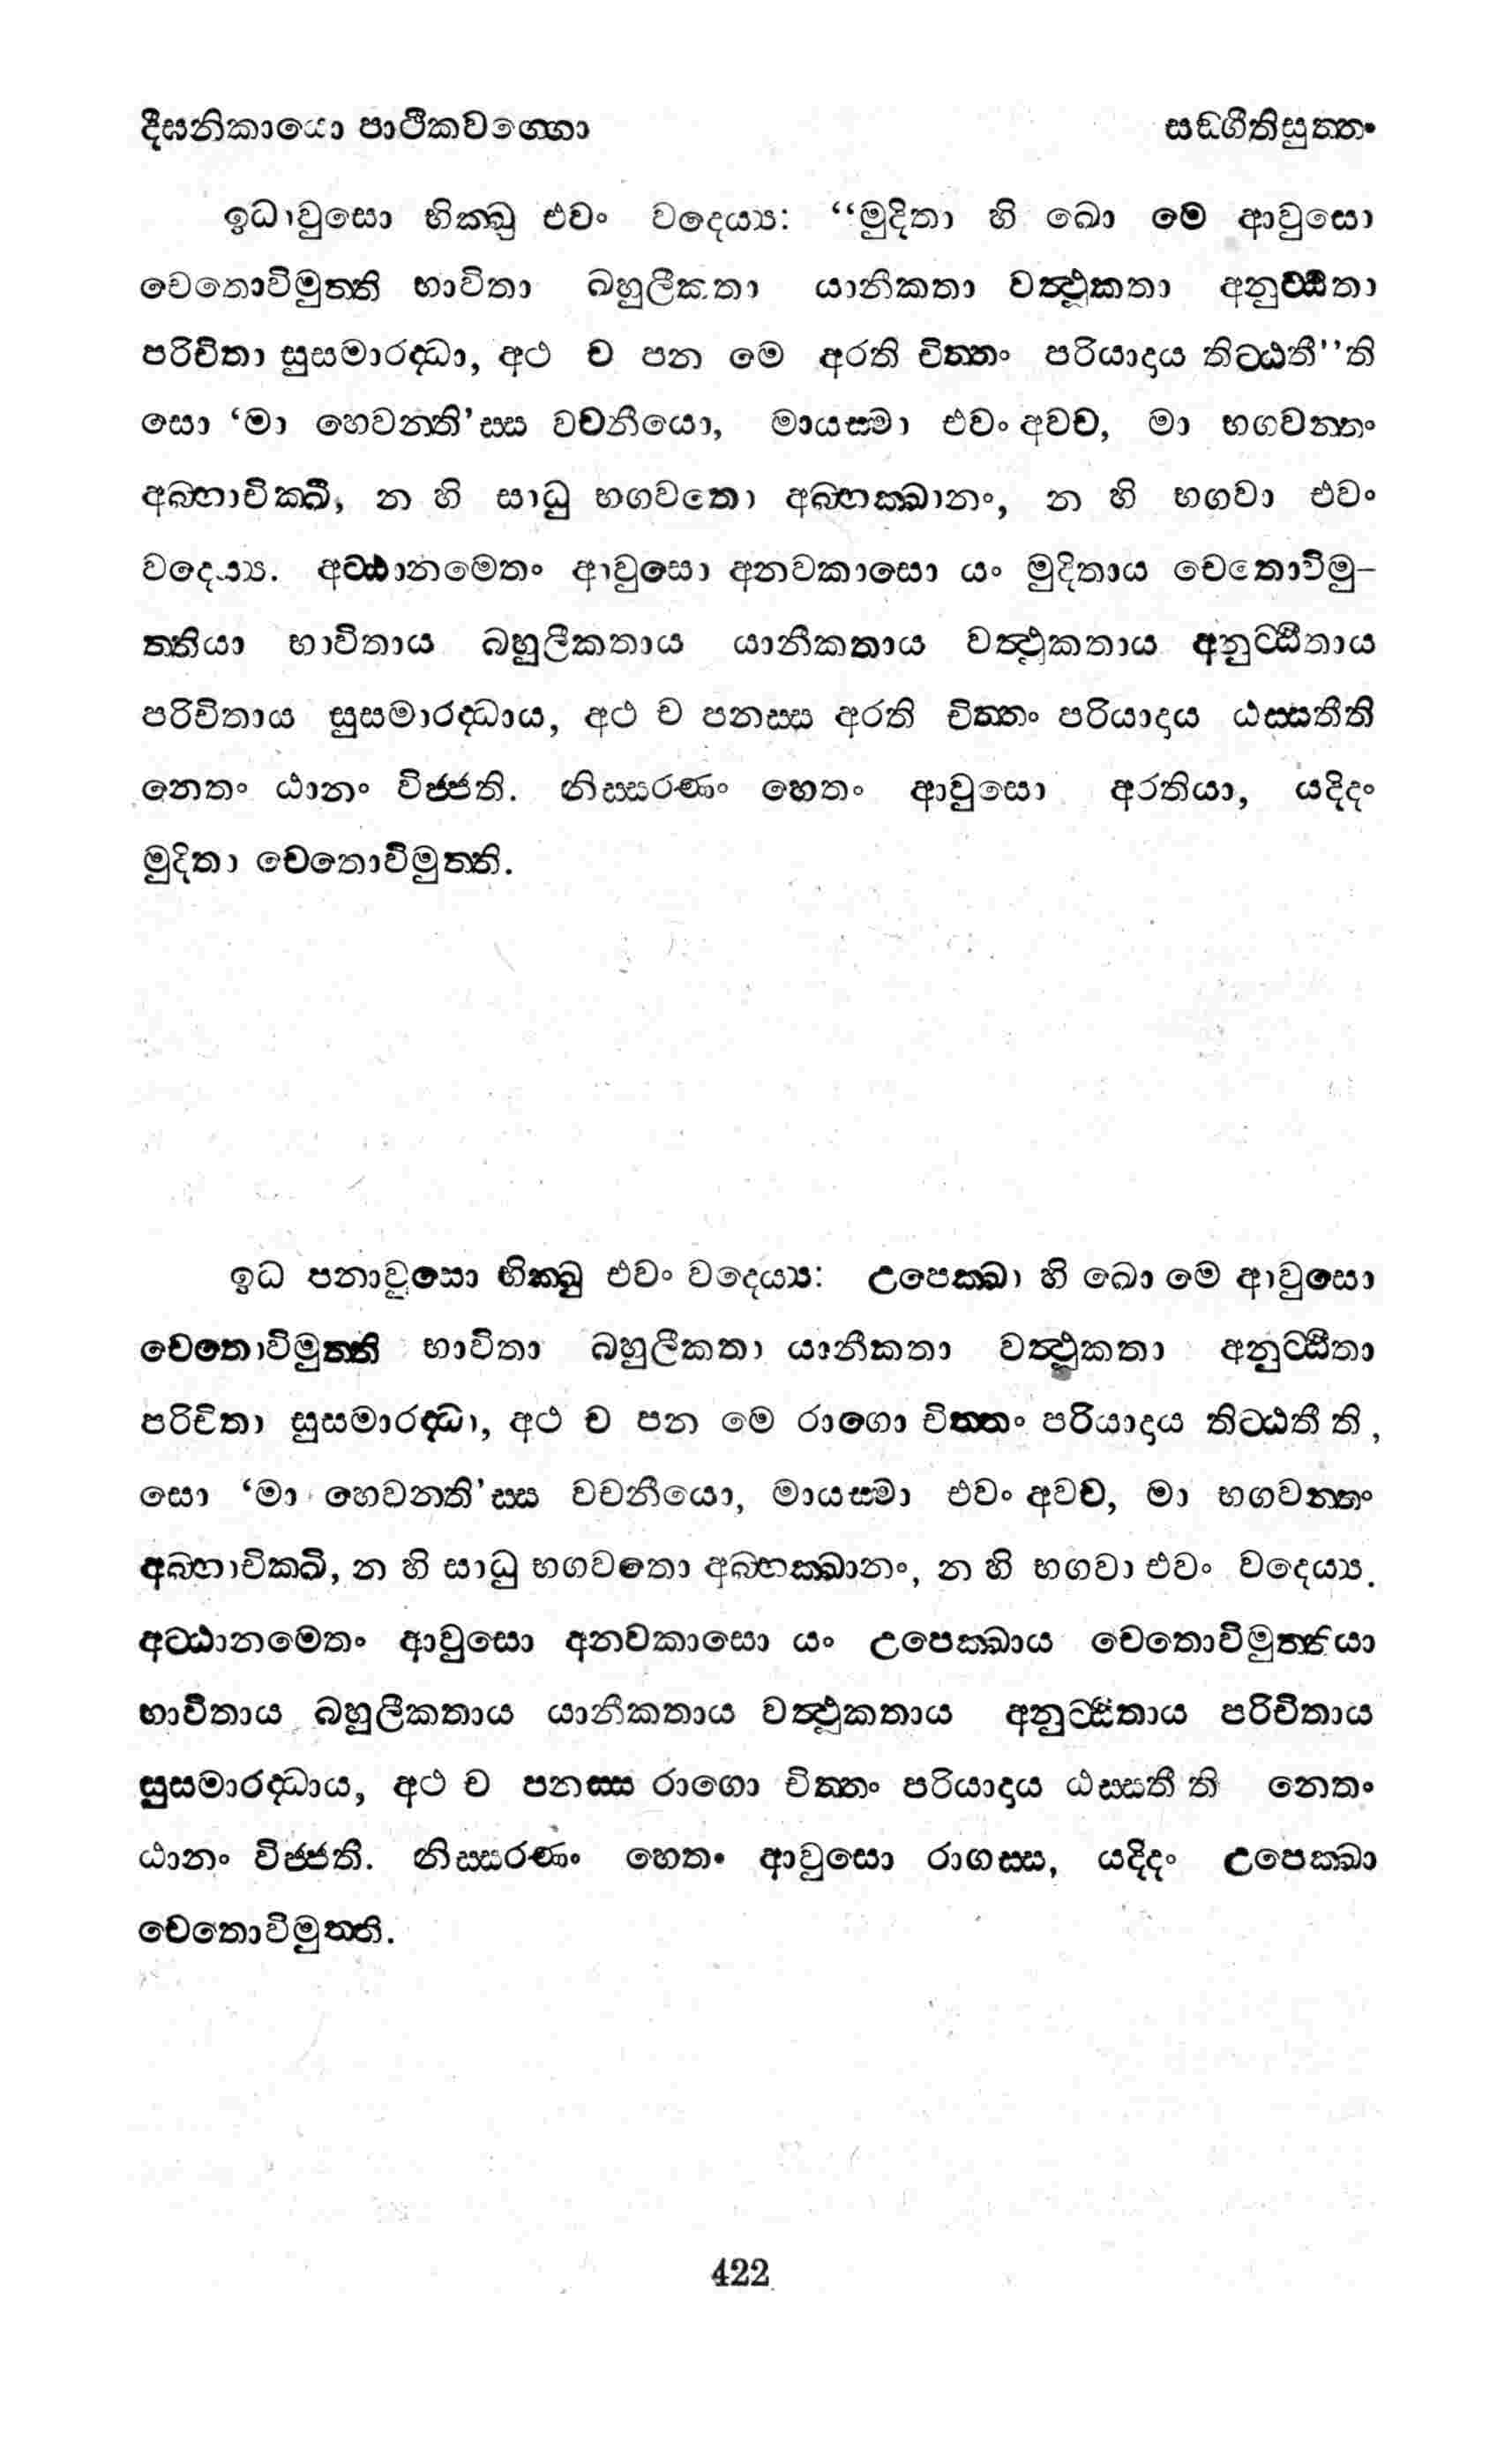 දීඝනිකායො පාථිකවග්ගො සඞ්ගීතිසුත්තං
ඉධාවුසො භික්ඛු එවං වදෙය්‍ය: “මුදිතා හි ඛො මෙ ආවුසො
චෙතොවිමුත්ති භාවිතා බහුලීකතා යානීකතා වත්ථුකතා අනුට්ඨිතා
පරිචිතා සුසමාරද්ධා, අථ ච පන මෙ අරති චිත්තං පරියාදාය තිට්ඨතී”ති
සො ‘මා හෙවන්ති’ස්ස වචනීයො, මායස්මා එවං අවච, මා භගවන්තං
අබ්භාචික්ඛි, න හි සාධු භගවතො අබ්භක්ඛානං, න හි භගවා එවං
වදෙය්‍ය. අට්ඨානමෙතං ආවුසො අනවකාසො යං මුදිතාය චෙතොවිමු-
ත්තියා භාවිතාය බහුලීකතාය යානීකතාය වත්ථුකතාය අනුට්ඨිතාය
පරිචිතාය සුසමාරද්ධාය, අථ ච පනස්ස අරති චිත්තං පරියාදාය ඨස්සතීති
නෙතං ඨානං විජ්ජති. නිස්සරණං හෙතං ආවුසො අරතියා, යදිදං
මුදිතා චෙතොවිමුත්ති.
ඉධ පනාවුසො භික්ඛු එවං වදෙය්‍ය: උපෙක්ඛා හි ඛො මෙ ආවුසො
චෙතොවිමුත්ති භාවිතා බහුලීකතා යානීකතා වත්ථුකතා අනුට්ඨිතා
පරිචිතා සුසමාරද්ධා, අථ ච පන මෙ රාගො චිත්තං පරියාදාය තිට්ඨතී ති,
සො ‘මා හෙවන්ති’ස්ස වචනීයො, මායස්මා එවං අවච, මා භගවන්තං
අබ්භාචික්ඛි, න හි සාධු භගවතො අබ්භක්ඛානං, න හි භගවා එවං වදෙය්‍ය.
අට්ඨානමෙතං ආවුසො අනවකාසො යං උපෙක්ඛාය චෙතොවිමුත්තියා
භාවිතාය බහුලීකතාය යානීකතාය වත්ථුකතාය අනුට්ඨිතාය පරිචිතාය
සුසමාරද්ධාය, අථ ච පනස්ස රාගො චිත්තං පරියාදාය ඨස්සතී ති නෙතං
ඨානං විජ්ජති. නිස්සරණං හෙතං ආවුසො රාගස්ස, යදිදං උපෙක්ඛා
චෙතොවිමුත්ති.
422